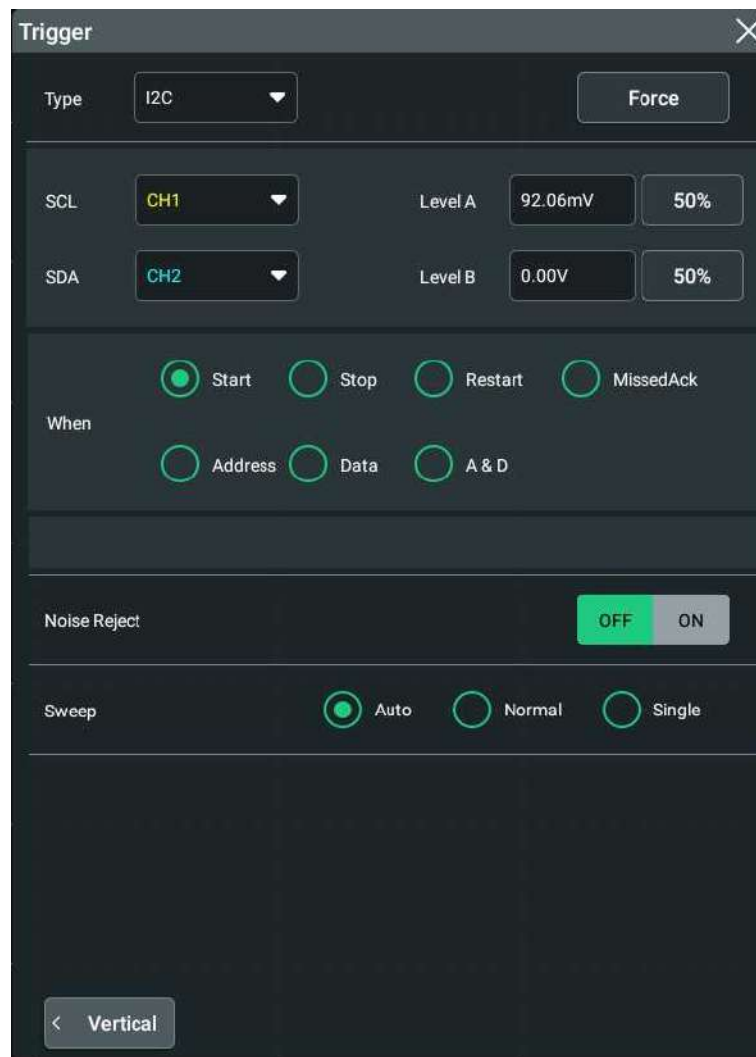 Trigger
Type I2C Force
SCL CH1 Level A 92.06mV 50%
SDA CH2 Level B 0.00V 50%
Start Stop Restart MissedAck
When
Address Data A & D
Noise Reject OFF ON
Sweep Auto Normal Single
< Vertical